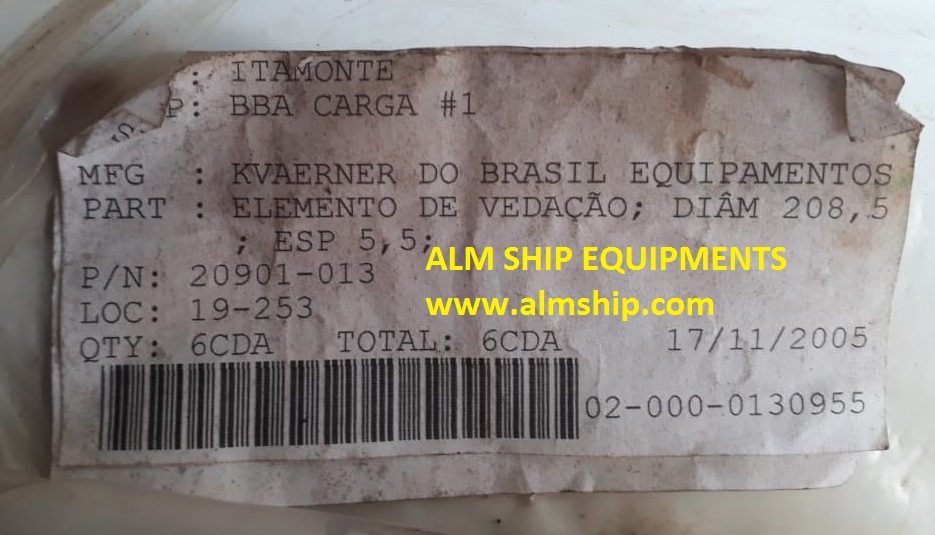 : ITAMONTE
P: BBA CARGA #1
MFG : KVAERNER DO BRASIL EQUIPAMENTOS
PART : ELEMENTO DE VEDAÇÃO; DIÂM 208,5
; ESP 5,5;
ALM SHIP EQUIPMENTS
P/N: 20901-013
www.almship.com
LOC: 19-253
QTY: 6CDA TOTAL: 6CDA 17/11/2005
02-000-0130955